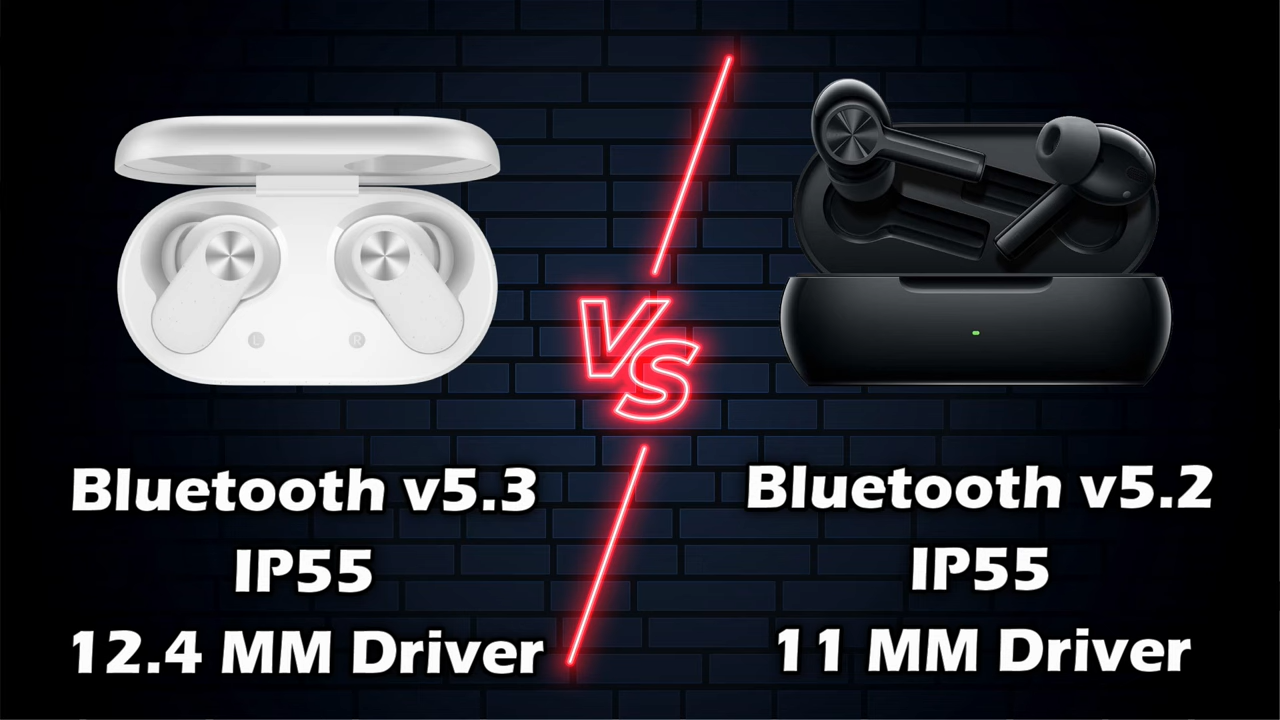 L R
VS
Bluetooth v5.3
IP55
12.4 MM Driver
Bluetooth v5.2
IP55
11 MM Driver